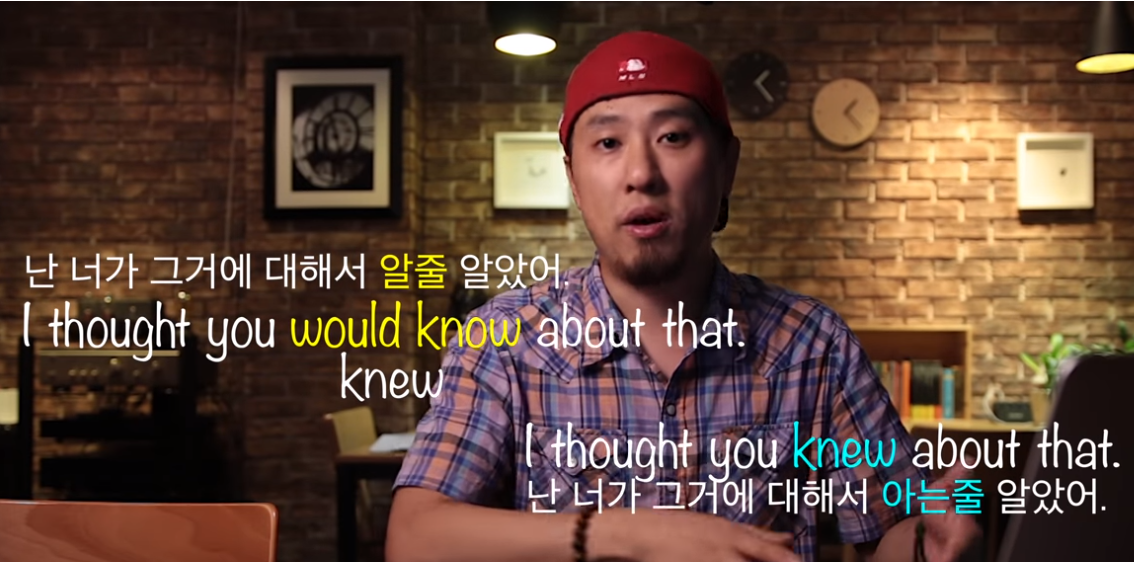 MLB
난 너가 그거에 대해서 알줄 알았어.
I thought you would know about that.
knew
I thought you knew about that.
난 너가 그거에 대해서 아는줄 알았어.